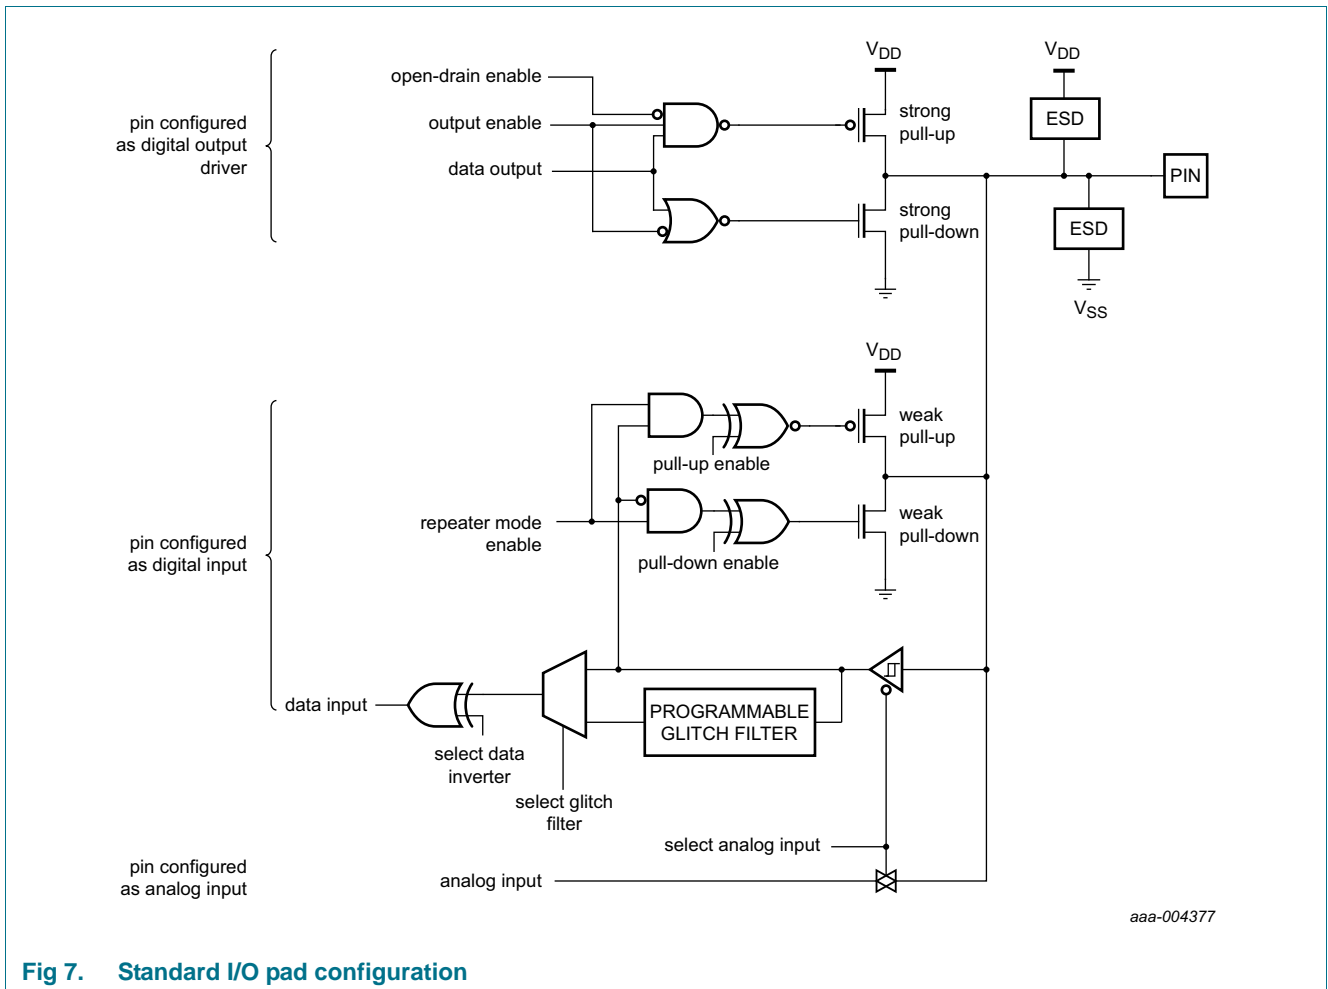 open-drain enable
output enable
data output
pin configured
as digital output
driver
VDD
strong
pull-up
strong
pull-down
VDD
ESD
PIN
ESD
VSS
VDD
weak
pull-up
pull-up enable
repeater mode
enable
weak
pull-down
pull-down enable
pin configured
as digital input
data input
select data
inverter
select glitch
filter
PROGRAMMABLE
GLITCH FILTER
select analog input
pin configured
as analog input
analog input
aaa-004377
Fig 7. Standard I/O pad configuration